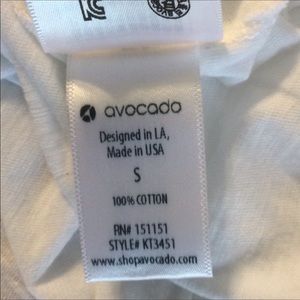 avocado
Designed in LA,
Made in USA
S
100% COTTON
RN# 151151
STYLE# KT3451
www.shopavocado.com